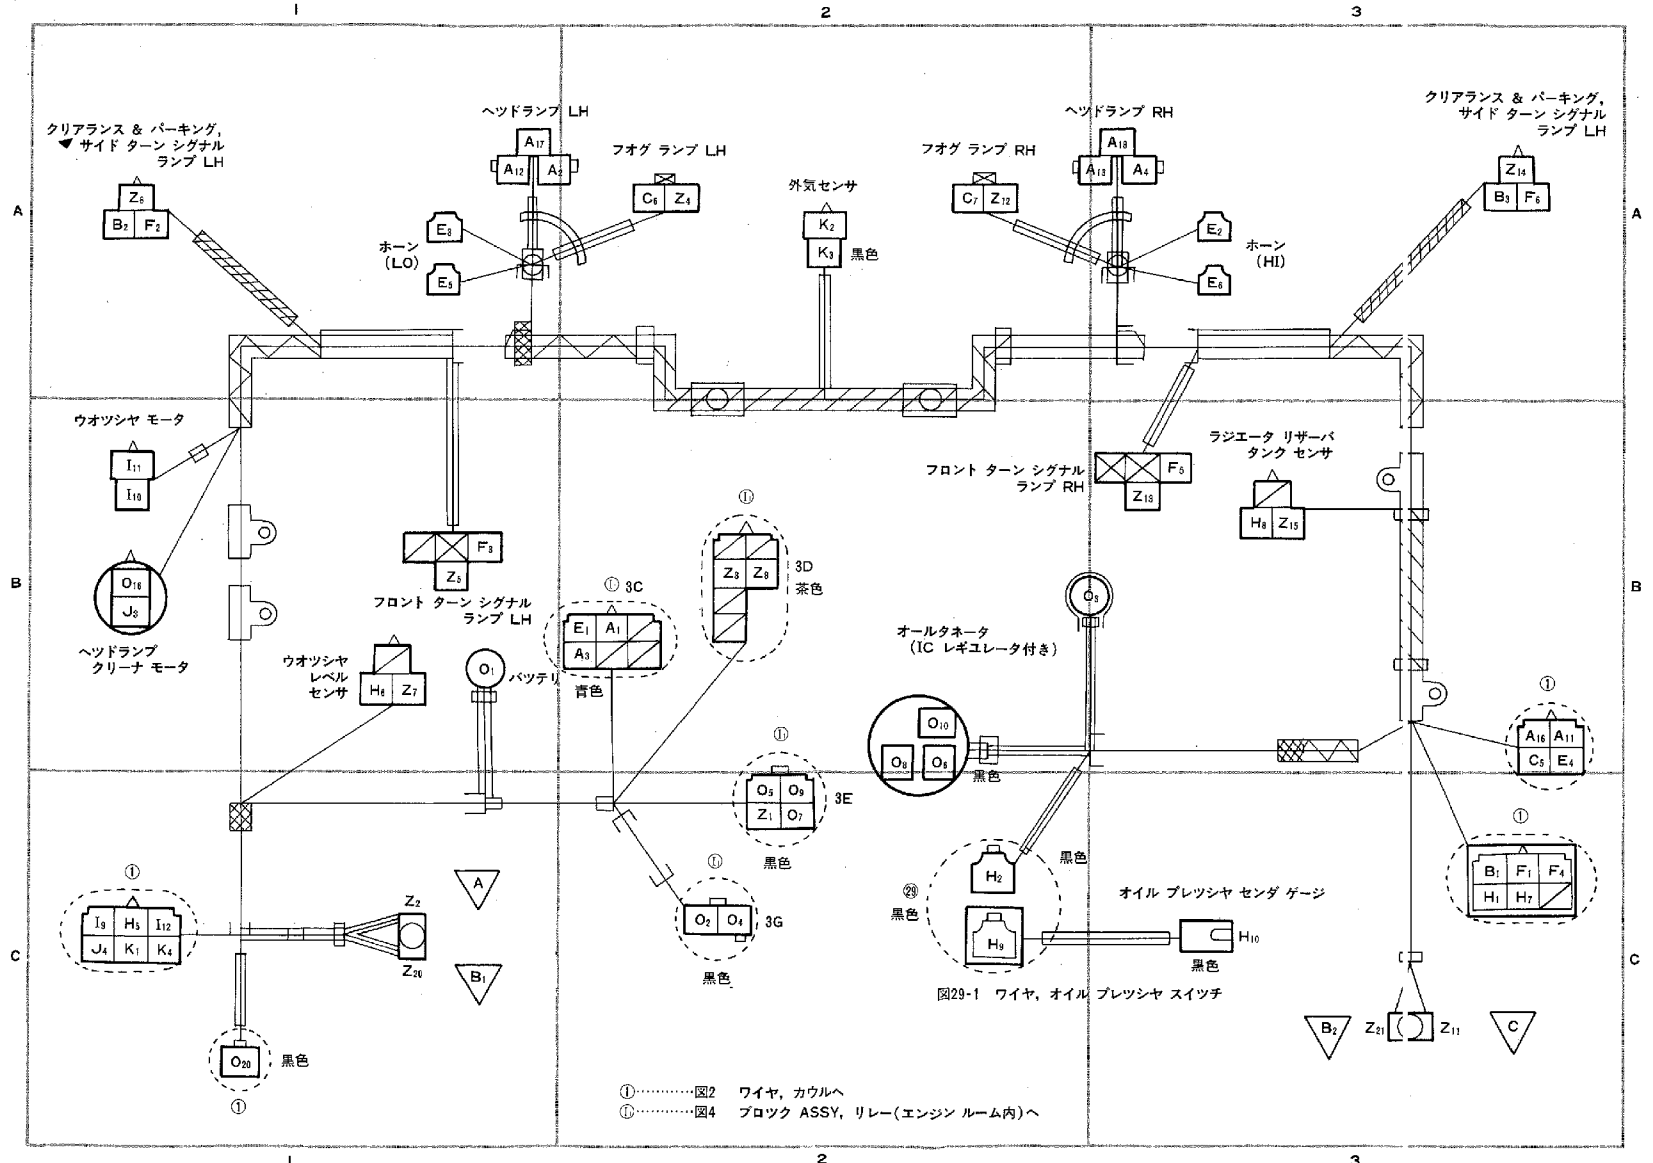 1
2
3
ヘッドランプ LH
ヘッドランプ RH
クリアランス & パーキング,
サイド ターン シグナル
ランプ LH
クリアランス & パーキング,
サイド ターン シグナル
ランプ LH
A17
A12
A2
フオグ ランプ LH
フオグ ランプ RH
A18
A13
A4
外気センサ
Z6
B2
F2
C6
Z4
C7
Z12
Z14
B3
F6
A
A
E3
K2
K3
黒色
E2
ホーン
(LO)
ホーン
(HI)
E5
E6
ウオツシヤ モータ
I11
I10
ラジエータ リザーバ
タンク センサ
フロント ターン シグナル
ランプ RH
F5
Z13
H8
Z15
F3
Z5
3D
茶色
Z3
Z8
B
B
O16
J3
3C
E1
A1
A3
青色
O3
フロント ターン シグナル
ランプ LH
オールタネータ
(IC レギュレータ付き)
ヘツドランプ
クリーナ モータ
ウオツシヤ
レベル
センサ
H6
Z7
O1
バツテリ
O10
O8
O6
黒色
①
A16
A11
C5
E4
O5
O9
Z1
O7
3E
黒色
①
B1
F1
F4
H1
H7
H2
黒色
㉙
黒色
オイル プレツシヤ センダ ゲージ
H9
H10
黒色
①
I9
H5
I12
J4
K1
K4
Z2
Z20
A
B1
O2
O4
3G
黒色
C
C
図29-1 ワイヤ, オイル プレツシヤ スイツチ
B2
Z21
Z11
C
O20
黒色
①
①………図2 ワイヤ, カウルへ
………図4 ブロツク ASSY, リレー(エンジン ルーム内)へ
1
2
3